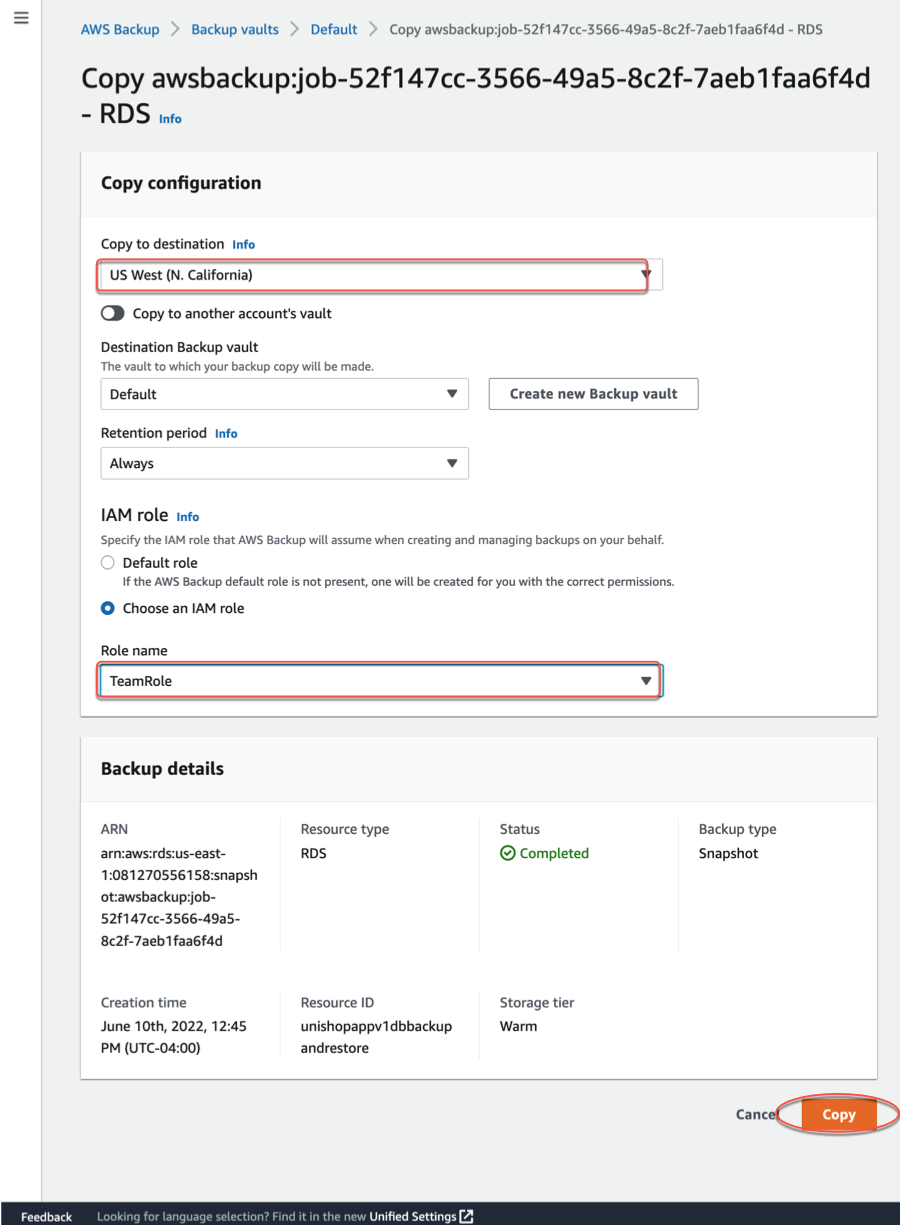 AWS Backup > Backup vaults > Default > Copy awsbackup:job-52f147cc-3566-49a5-8c2f-7aeb1faa6f4d - RDS
Copy awsbackup:job-52f147cc-3566-49a5-8c2f-7aeb1faa6f4d
- RDS Info
Copy configuration
Copy to destination Info
US West (N. California)
Copy to another account's vault
Destination Backup vault
The vault to which your backup copy will be made.
Default
Create new Backup vault
Retention period Info
Always
IAM role Info
Specify the IAM role that AWS Backup will assume when creating and managing backups on your behalf.
Default role
If the AWS Backup default role is not present, one will be created for you with the correct permissions.
Choose an IAM role
Role name
TeamRole
Backup details
ARN
arn:aws:rds:us-east-
1:081270556158:snapsh
ot:awsbackup:job-
52f147cc-3566-49a5-
8c2f-7aeb1faa6f4d
Resource type
RDS
Status
Completed
Backup type
Snapshot
Creation time
June 10th, 2022, 12:45
PM (UTC-04:00)
Resource ID
unishopappv1dbbackup
andrestore
Storage tier
Warm
Cancel
Copy
Feedback
Looking for language selection? Find it in the new Unified Settings